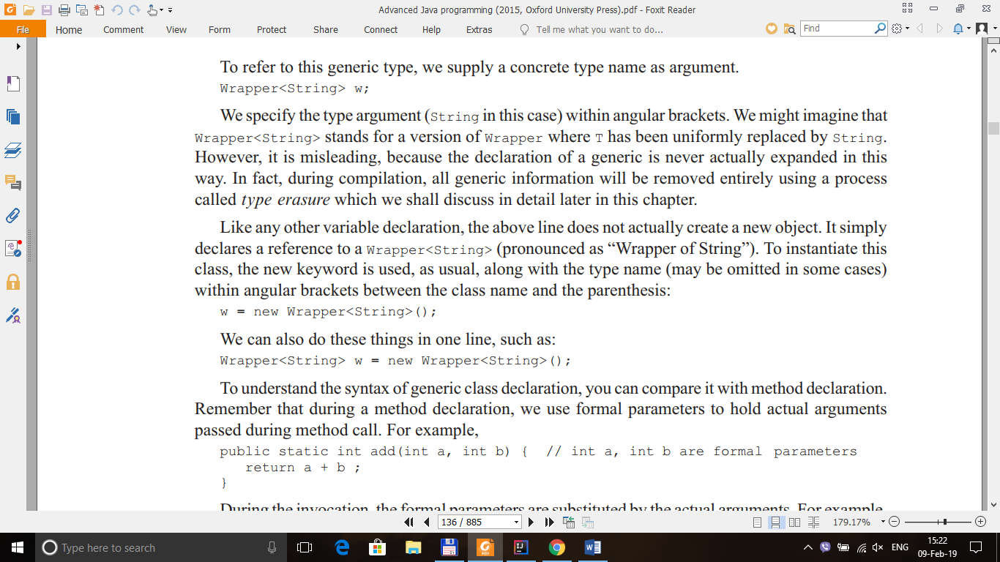 Advanced Java programming (2015, Oxford University Press).pdf - Foxit Reader
File Home Comment View Form Protect Share Connect Help Extras Tell me what you want to do... Find
To refer to this generic type, we supply a concrete type name as argument.
Wrapper<String> w;
We specify the type argument (String in this case) within angular brackets. We might imagine that
Wrapper<String> stands for a version of Wrapper where T has been uniformly replaced by String.
However, it is misleading, because the declaration of a generic is never actually expanded in this
way. In fact, during compilation, all generic information will be removed entirely using a process
called type erasure which we shall discuss in detail later in this chapter.
Like any other variable declaration, the above line does not actually create a new object. It simply
declares a reference to a Wrapper<String> (pronounced as “Wrapper of String”). To instantiate this
class, the new keyword is used, as usual, along with the type name (may be omitted in some cases)
within angular brackets between the class name and the parenthesis:
w = new Wrapper<String>();
We can also do these things in one line, such as:
Wrapper<String> w = new Wrapper<String>();
To understand the syntax of generic class declaration, you can compare it with method declaration.
Remember that during a method declaration, we use formal parameters to hold actual arguments
passed during method call. For example,
public static int add(int a, int b) { // int a, int b are formal parameters
return a + b ;
}
During the invocation, the formal parameters are substituted by the actual arguments. For example
136 / 885
179.17%
Type here to search
ENG
15:22
09-Feb-19